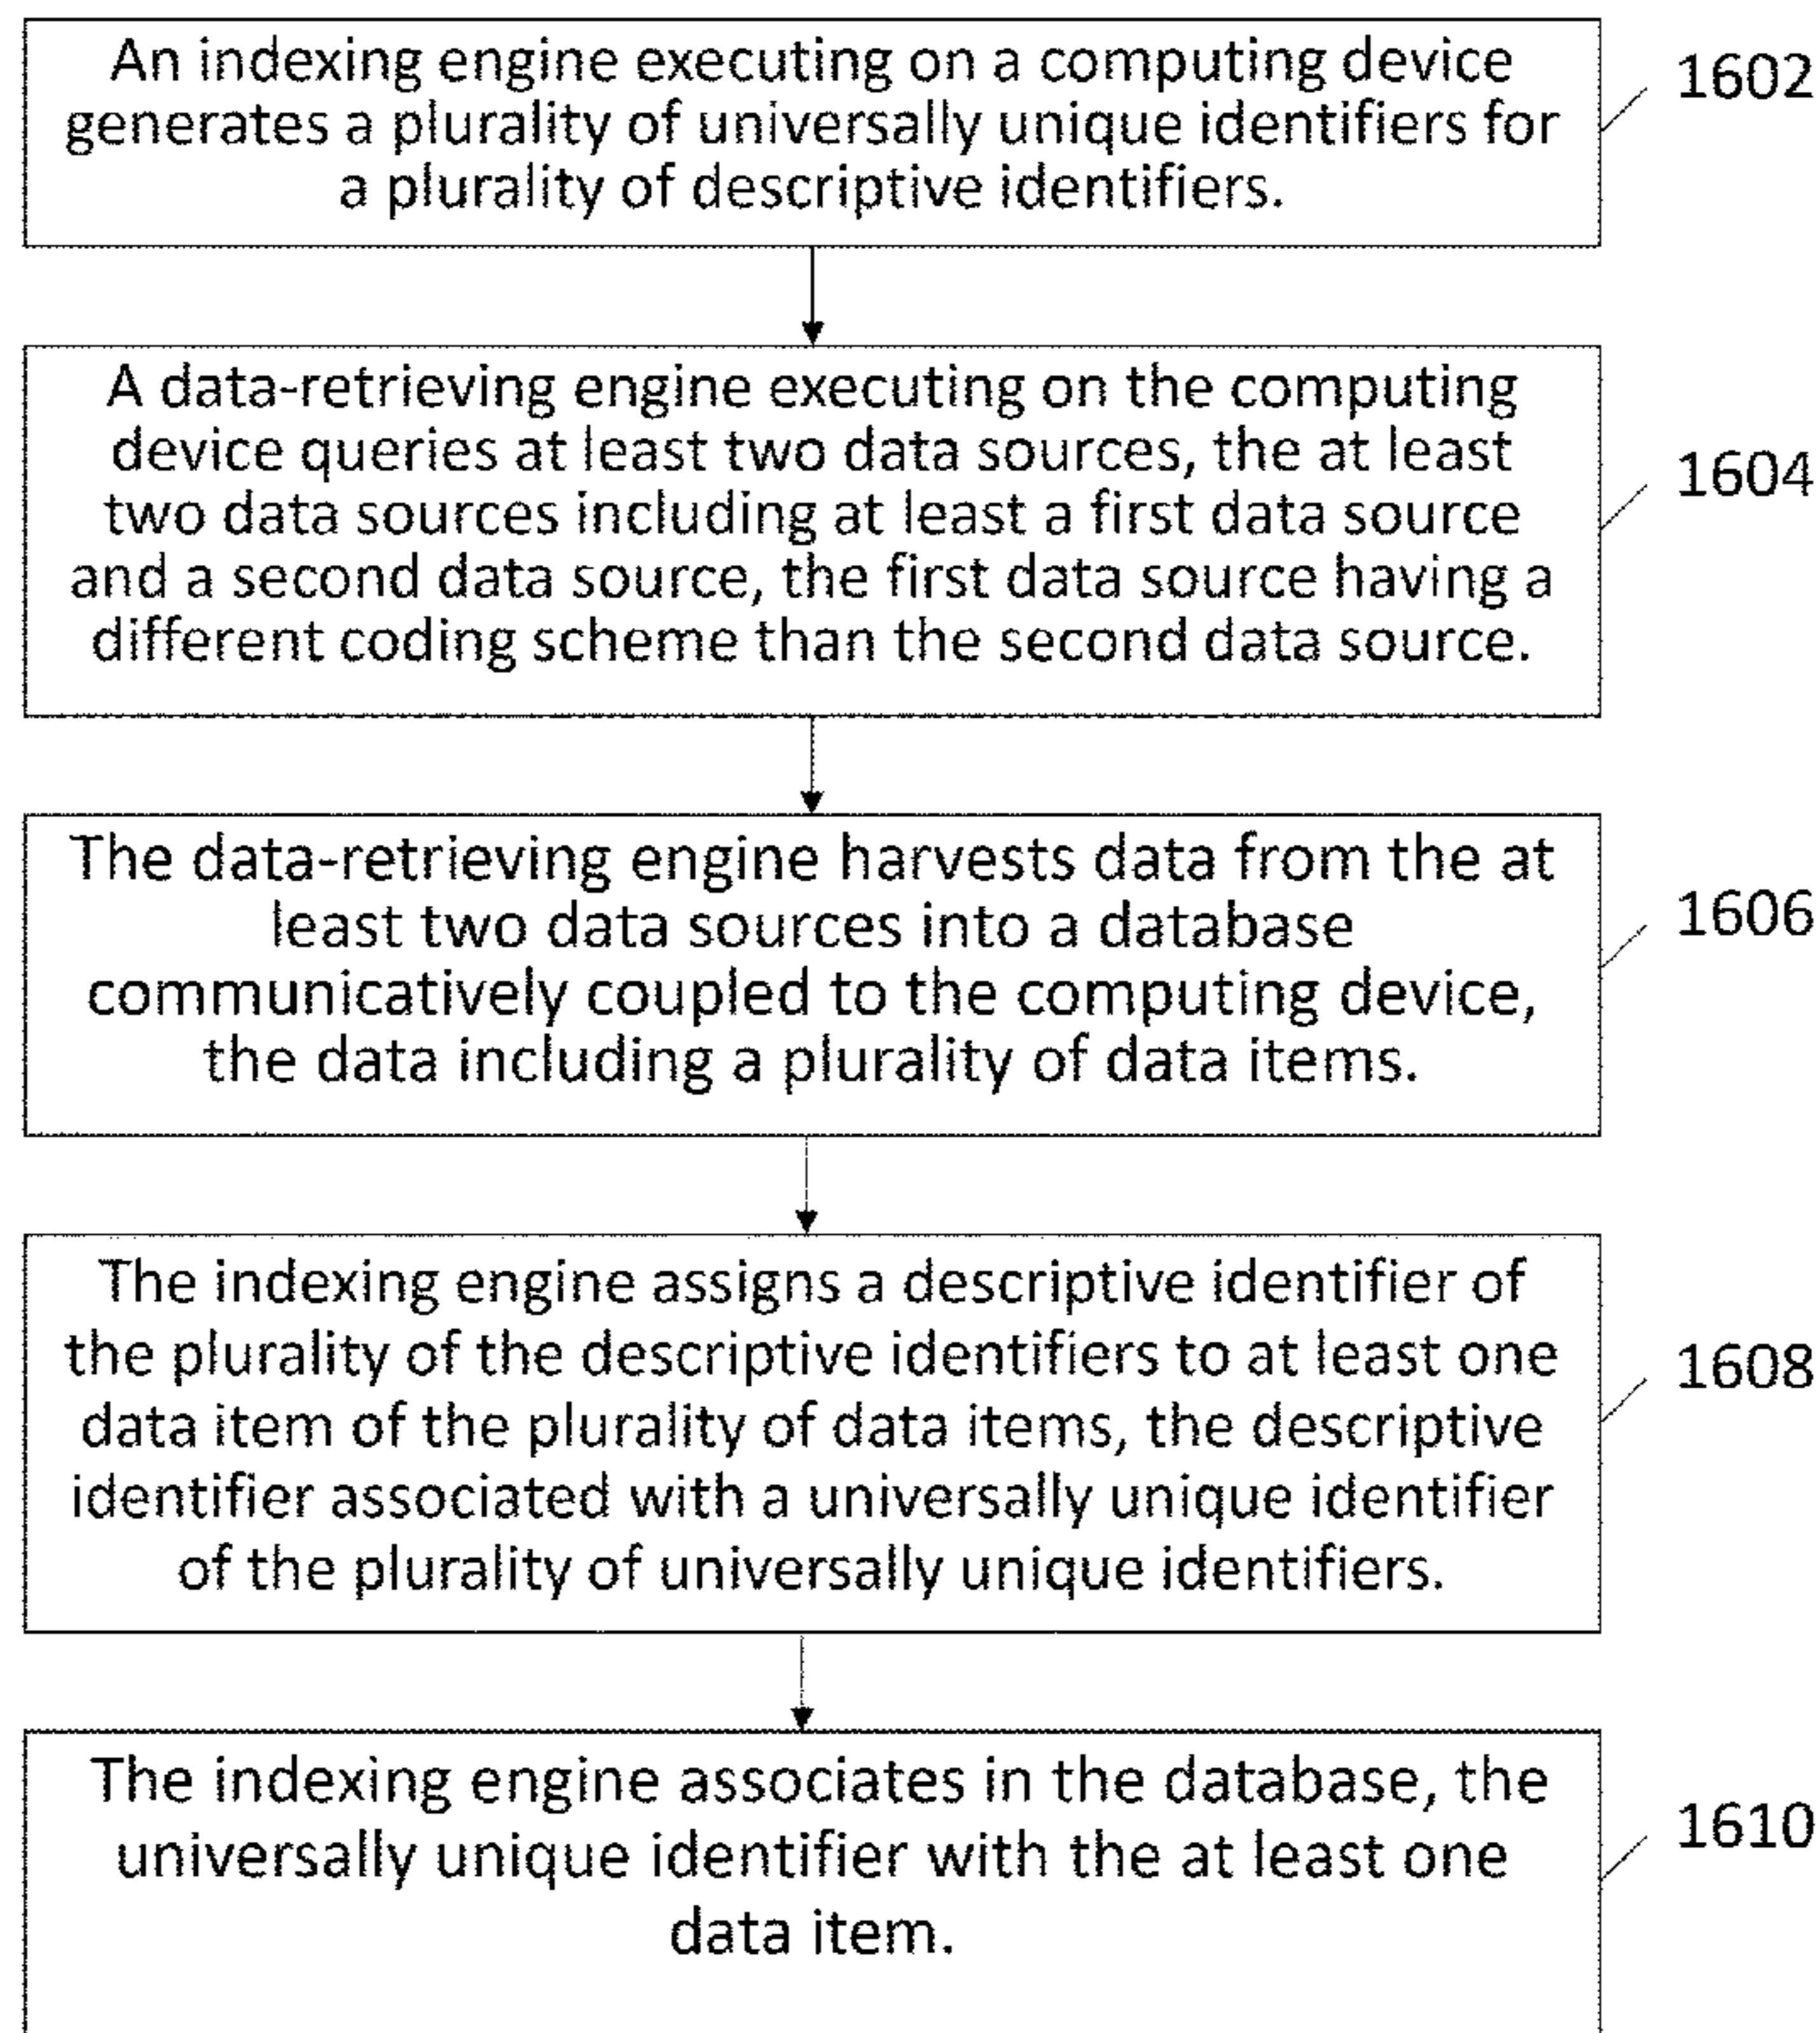 An indexing engine executing on a computing device
generates a plurality of universally unique identifiers for
a plurality of descriptive identifiers.
1602
A data-retrieving engine executing on the computing
device queries at least two data sources, the at least
two data sources including at least a first data source
and a second data source, the first data source having a
different coding scheme than the second data source.
1604
The data-retrieving engine harvests data from the at
least two data sources into a database
communicatively coupled to the computing device,
the data including a plurality of data items.
1606
The indexing engine assigns a descriptive identifier of
the plurality of the descriptive identifiers to at least one
data item of the plurality of data items, the descriptive
identifier associated with a universally unique identifier
of the plurality of universally unique identifiers.
1608
The indexing engine associates in the database, the
universally unique identifier with the at least one
data item.
1610